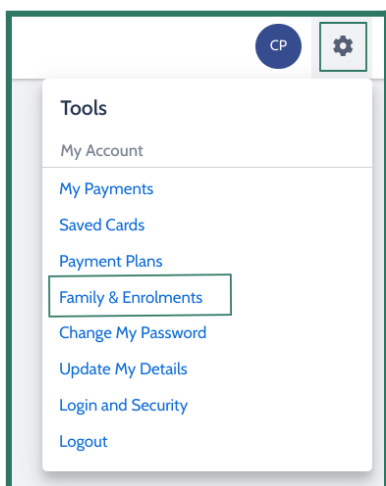 CP
Tools
My Account
My Payments
Saved Cards
Payment Plans
Family & Enrolments
Change My Password
Update My Details
Login and Security
Logout